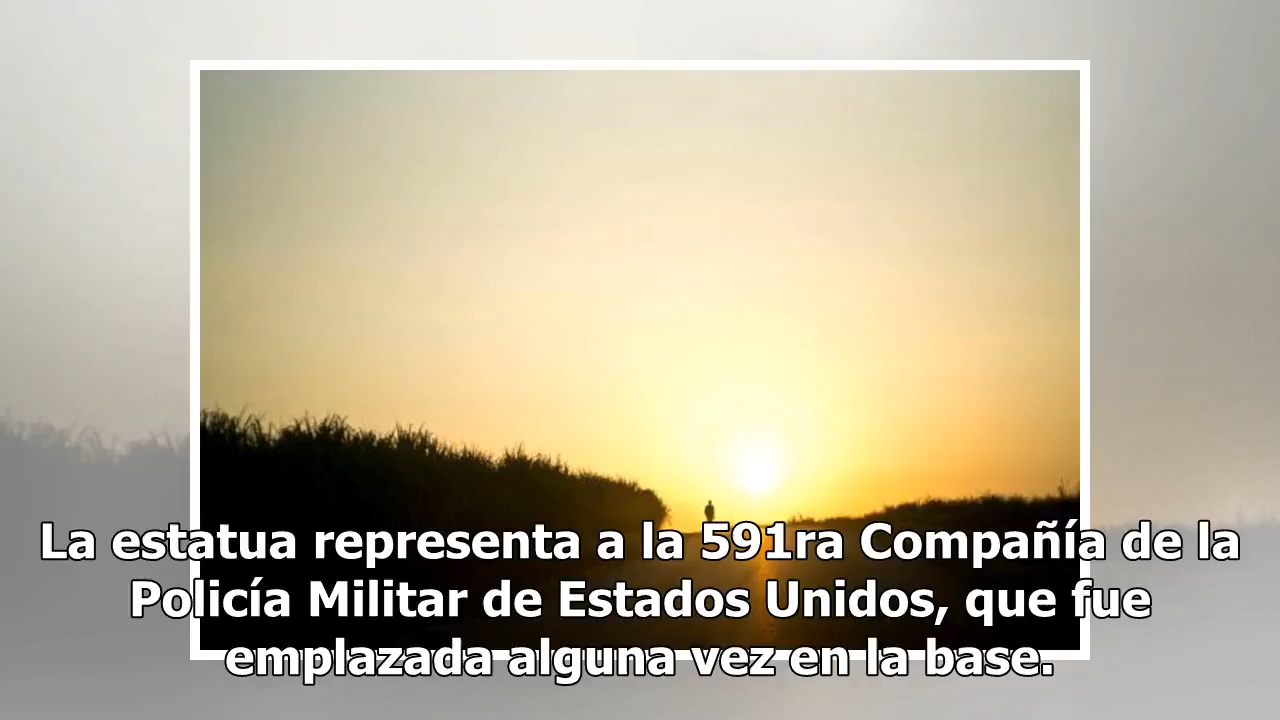 La estatua representa a la 591ra Compañía de la
Policía Militar de Estados Unidos, que fue
emplazada alguna vez en la base.